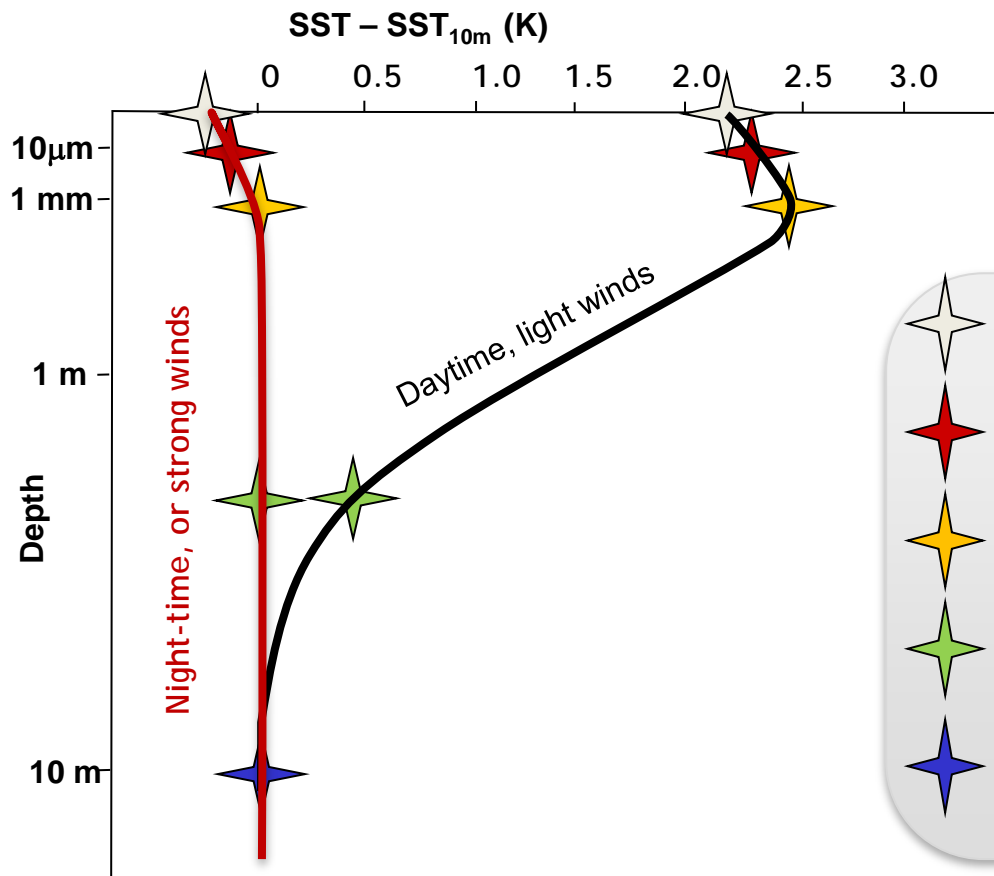 SST – SST10m (K)
0 0.5 1.0 1.5 2.0 2.5 3.0
10μm
1 mm
1 m
10 m
Depth
Night-time, or strong winds
Daytime, light winds